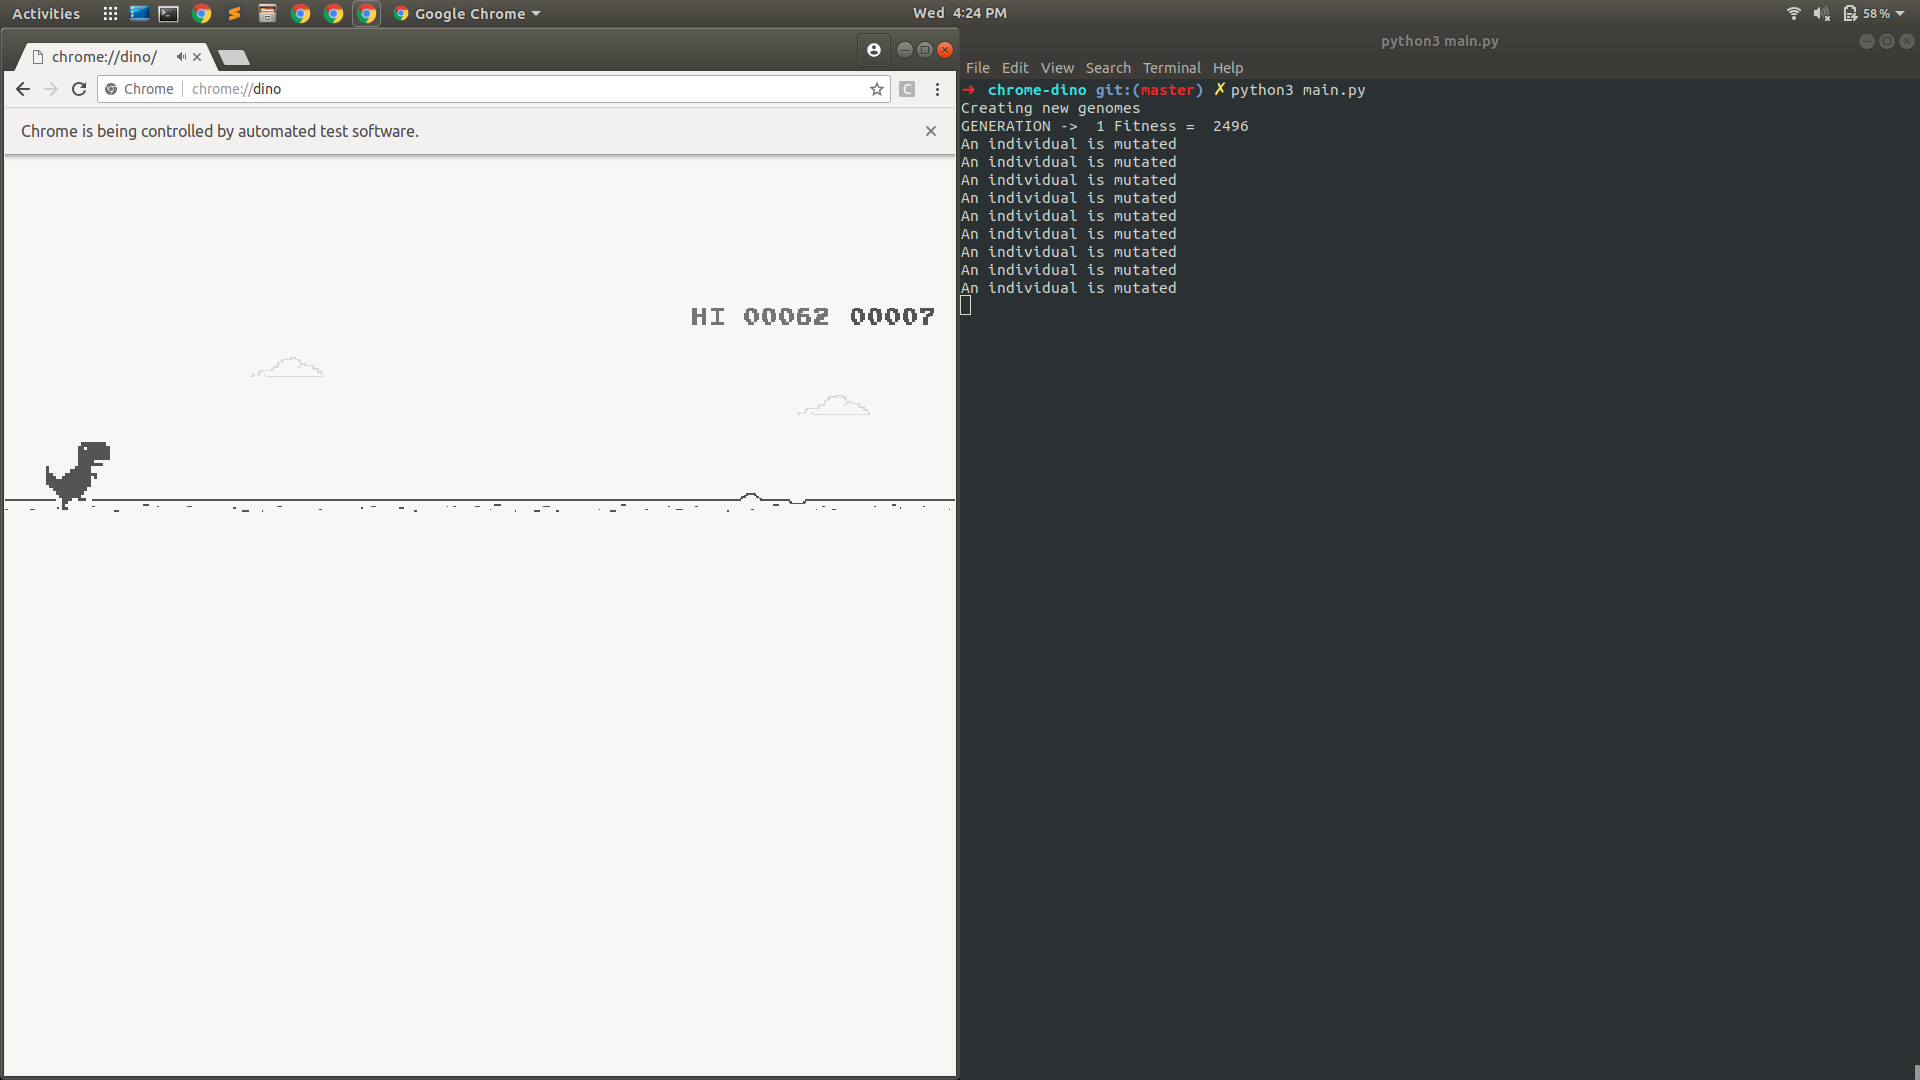 Activities Google Chrome Wed 4:24 PM 58%
chrome://dino/
Chrome chrome://dino
Chrome is being controlled by automated test software.
HI 00062 00007
python3 main.py
File Edit View Search Terminal Help
➜ chrome-dino git:(master) ✗ python3 main.py
Creating new genomes
GENERATION -> 1 Fitness = 2496
An individual is mutated
An individual is mutated
An individual is mutated
An individual is mutated
An individual is mutated
An individual is mutated
An individual is mutated
An individual is mutated
An individual is mutated